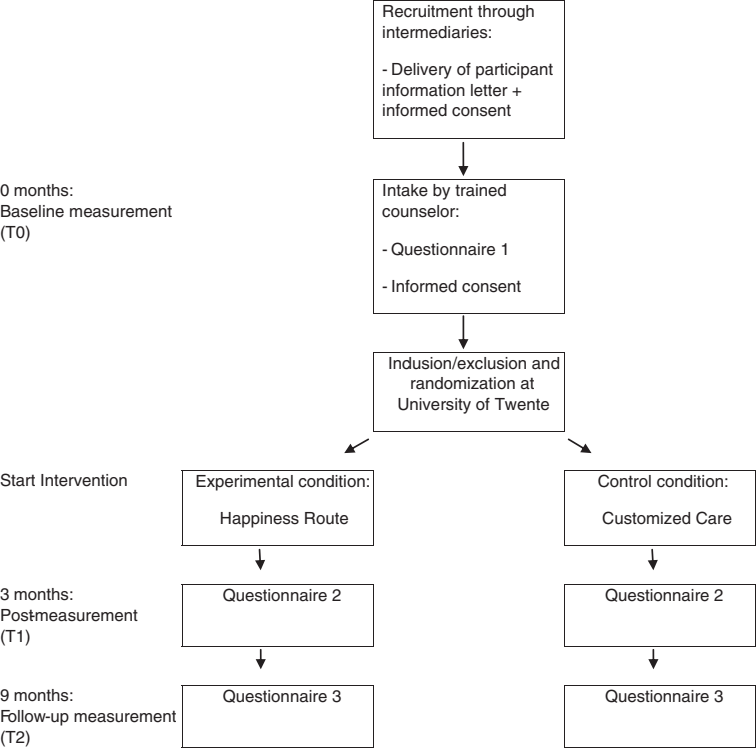 Recruitment through
intermediaries:
- Delivery of participant
information letter +
informed consent
0 months:
Baseline measurement
(T0)
Intake by trained
counselor:
- Questionnaire 1
- Informed consent
Indusion/exclusion and
randomization at
University of Twente
Start Intervention
Experimental condition:
Happiness Route
Control condition:
Customized Care
3 months:
Post-measurement
(T1)
Questionnaire 2
Questionnaire 2
9 months:
Follow-up measurement
(T2)
Questionnaire 3
Questionnaire 3